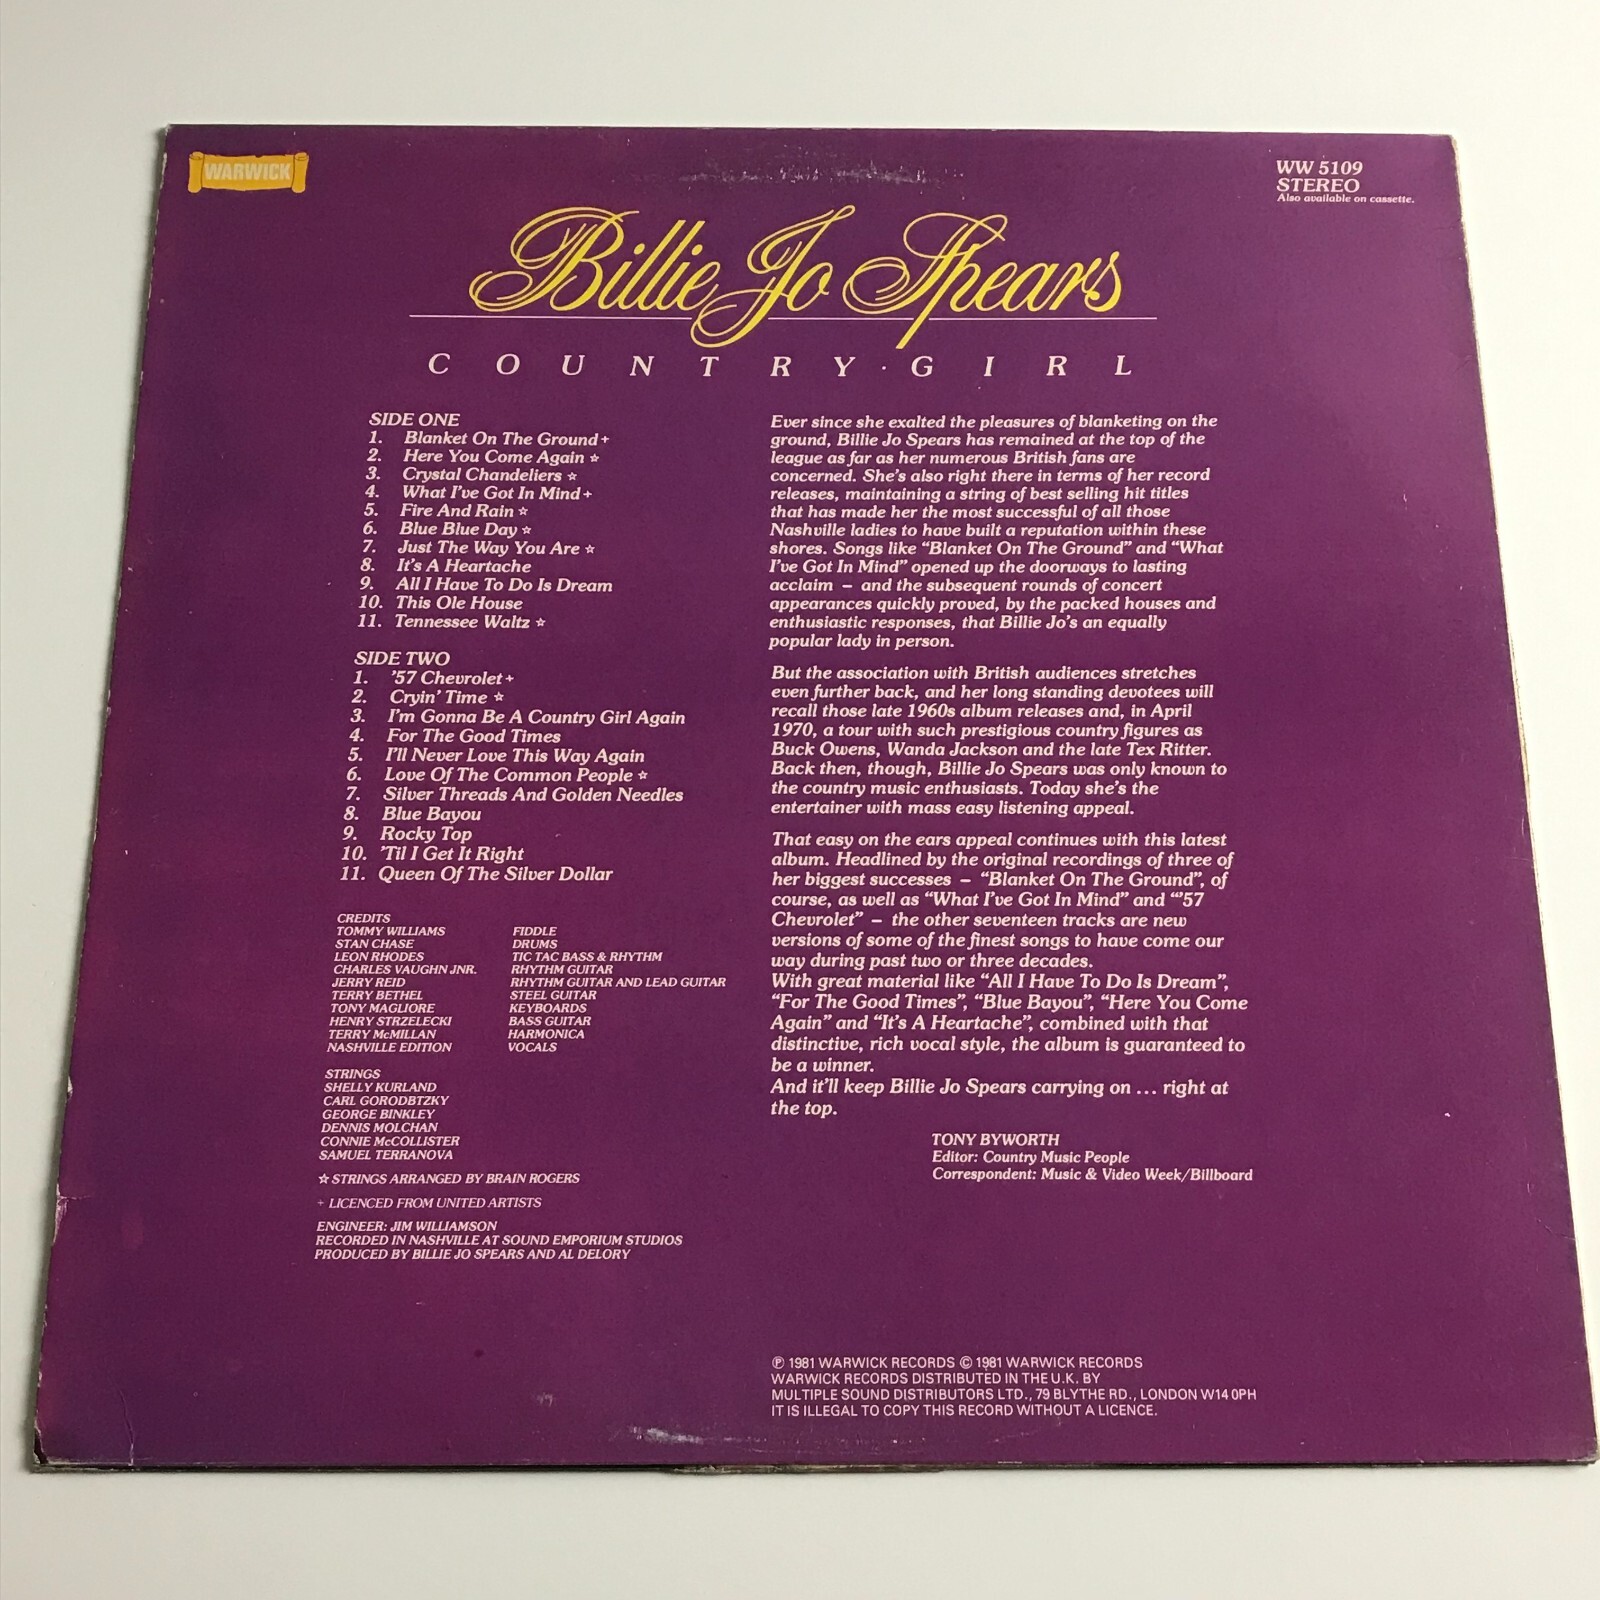 WARWICK
WW 5109
STEREO
Also available on cassette.
Billie Jo Spears
COUNTRY · GIRL
SIDE ONE
1. Blanket On The Ground +
2. Here You Come Again ☆
3. Crystal Chandeliers ☆
4. What I've Got In Mind +
5. Fire And Rain ☆
6. Blue Blue Day ☆
7. Just The Way You Are ☆
8. It's A Heartache
9. All I Have To Do Is Dream
10. This Ole House
11. Tennessee Waltz ☆
SIDE TWO
1. '57 Chevrolet +
2. Cryin' Time ☆
3. I'm Gonna Be A Country Girl Again
4. For The Good Times
5. I'll Never Love This Way Again
6. Love Of The Common People ☆
7. Silver Threads And Golden Needles
8. Blue Bayou
9. Rocky Top
10. 'Til I Get It Right
11. Queen Of The Silver Dollar
CREDITS
TOMMY WILLIAMS FIDDLE
STAN CHASE DRUMS
LEON RHODES TIC TAC BASS & RHYTHM
CHARLES VAUGHN JNR. RHYTHM GUITAR
JERRY REID RHYTHM GUITAR AND LEAD GUITAR
TERRY BETHEL STEEL GUITAR
TONY MAGLIORE KEYBOARDS
HENRY STRZELECKI BASS GUITAR
TERRY McMILLAN HARMONICA
NASHVILLE EDITION VOCALS
STRINGS
SHELLY KURLAND
CARL GORODBTZKY
GEORGE BINKLEY
DENNIS MOLCHAN
CONNIE McCOLLISTER
SAMUEL TERRANOVA
☆ STRINGS ARRANGED BY BRAIN ROGERS
+ LICENCED FROM UNITED ARTISTS
ENGINEER: JIM WILLIAMSON
RECORDED IN NASHVILLE AT SOUND EMPORIUM STUDIOS
PRODUCED BY BILLIE JO SPEARS AND AL DELORY
Ever since she exalted the pleasures of blanketing on the
ground, Billie Jo Spears has remained at the top of the
league as far as her numerous British fans are
concerned. She's also right there in terms of her record
releases, maintaining a string of best selling hit titles
that has made her the most successful of all those
Nashville ladies to have built a reputation within these
shores. Songs like "Blanket On The Ground" and "What
I've Got In Mind" opened up the doorways to lasting
acclaim – and the subsequent rounds of concert
appearances quickly proved, by the packed houses and
enthusiastic responses, that Billie Jo's an equally
popular lady in person.
But the association with British audiences stretches
even further back, and her long standing devotees will
recall those late 1960s album releases and, in April
1970, a tour with such prestigious country figures as
Buck Owens, Wanda Jackson and the late Tex Ritter.
Back then, though, Billie Jo Spears was only known to
the country music enthusiasts. Today she's the
entertainer with mass easy listening appeal.
That easy on the ears appeal continues with this latest
album. Headlined by the original recordings of three of
her biggest successes – "Blanket On The Ground", of
course, as well as "What I've Got In Mind" and "'57
Chevrolet" – the other seventeen tracks are new
versions of some of the finest songs to have come our
way during past two or three decades.
With great material like "All I Have To Do Is Dream",
"For The Good Times", "Blue Bayou", "Here You Come
Again" and "It's A Heartache", combined with that
distinctive, rich vocal style, the album is guaranteed to
be a winner.
And it'll keep Billie Jo Spears carrying on ... right at
the top.
TONY BYWORTH
Editor: Country Music People
Correspondent: Music & Video Week/Billboard
℗ 1981 WARWICK RECORDS © 1981 WARWICK RECORDS
WARWICK RECORDS DISTRIBUTED IN THE U.K. BY
MULTIPLE SOUND DISTRIBUTORS LTD., 79 BLYTHE RD., LONDON W14 0PH
IT IS ILLEGAL TO COPY THIS RECORD WITHOUT A LICENCE.